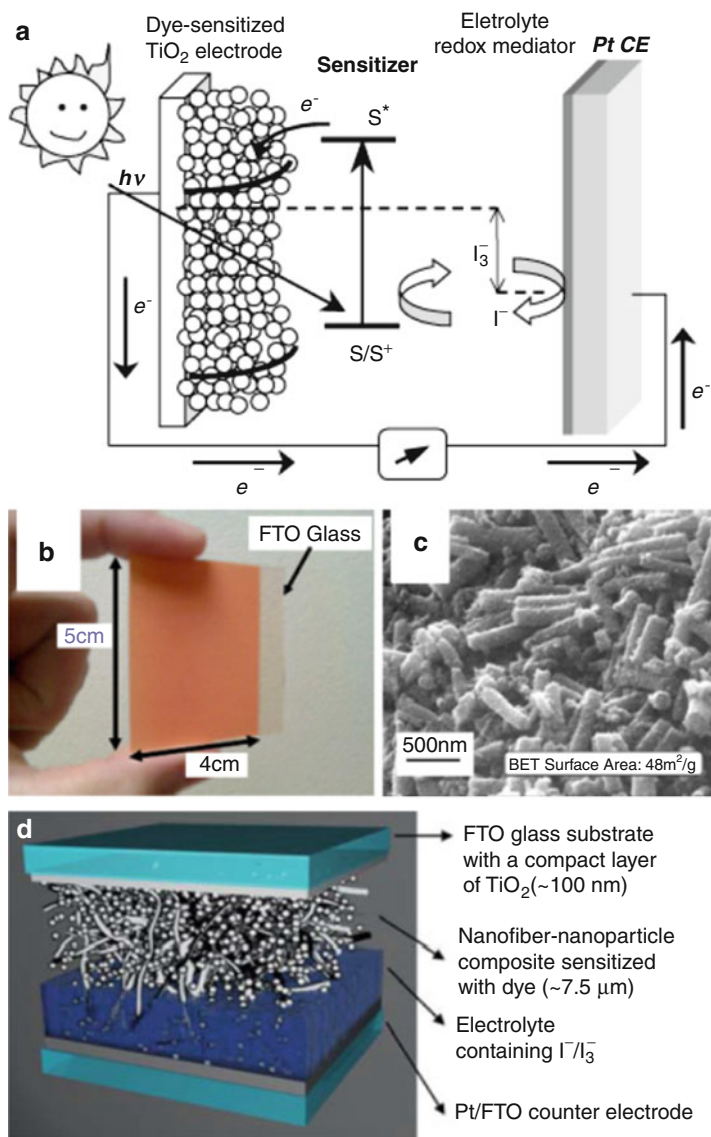 a
Dye-sensitized
TiO₂ electrode
Sensitizer
Eletrolyte
redox mediator
Pt CE
e⁻
S*
hν
I₃⁻
I⁻
e⁻
S/S⁺
e⁻
e⁻
e⁻
b
FTO Glass
5cm
4cm
c
500nm
BET Surface Area: 48m²/g
d
FTO glass substrate
with a compact layer
of TiO₂(~100 nm)
Nanofiber-nanoparticle
composite sensitized
with dye (~7.5 μm)
Electrolyte
containing I⁻/I₃⁻
Pt/FTO counter electrode